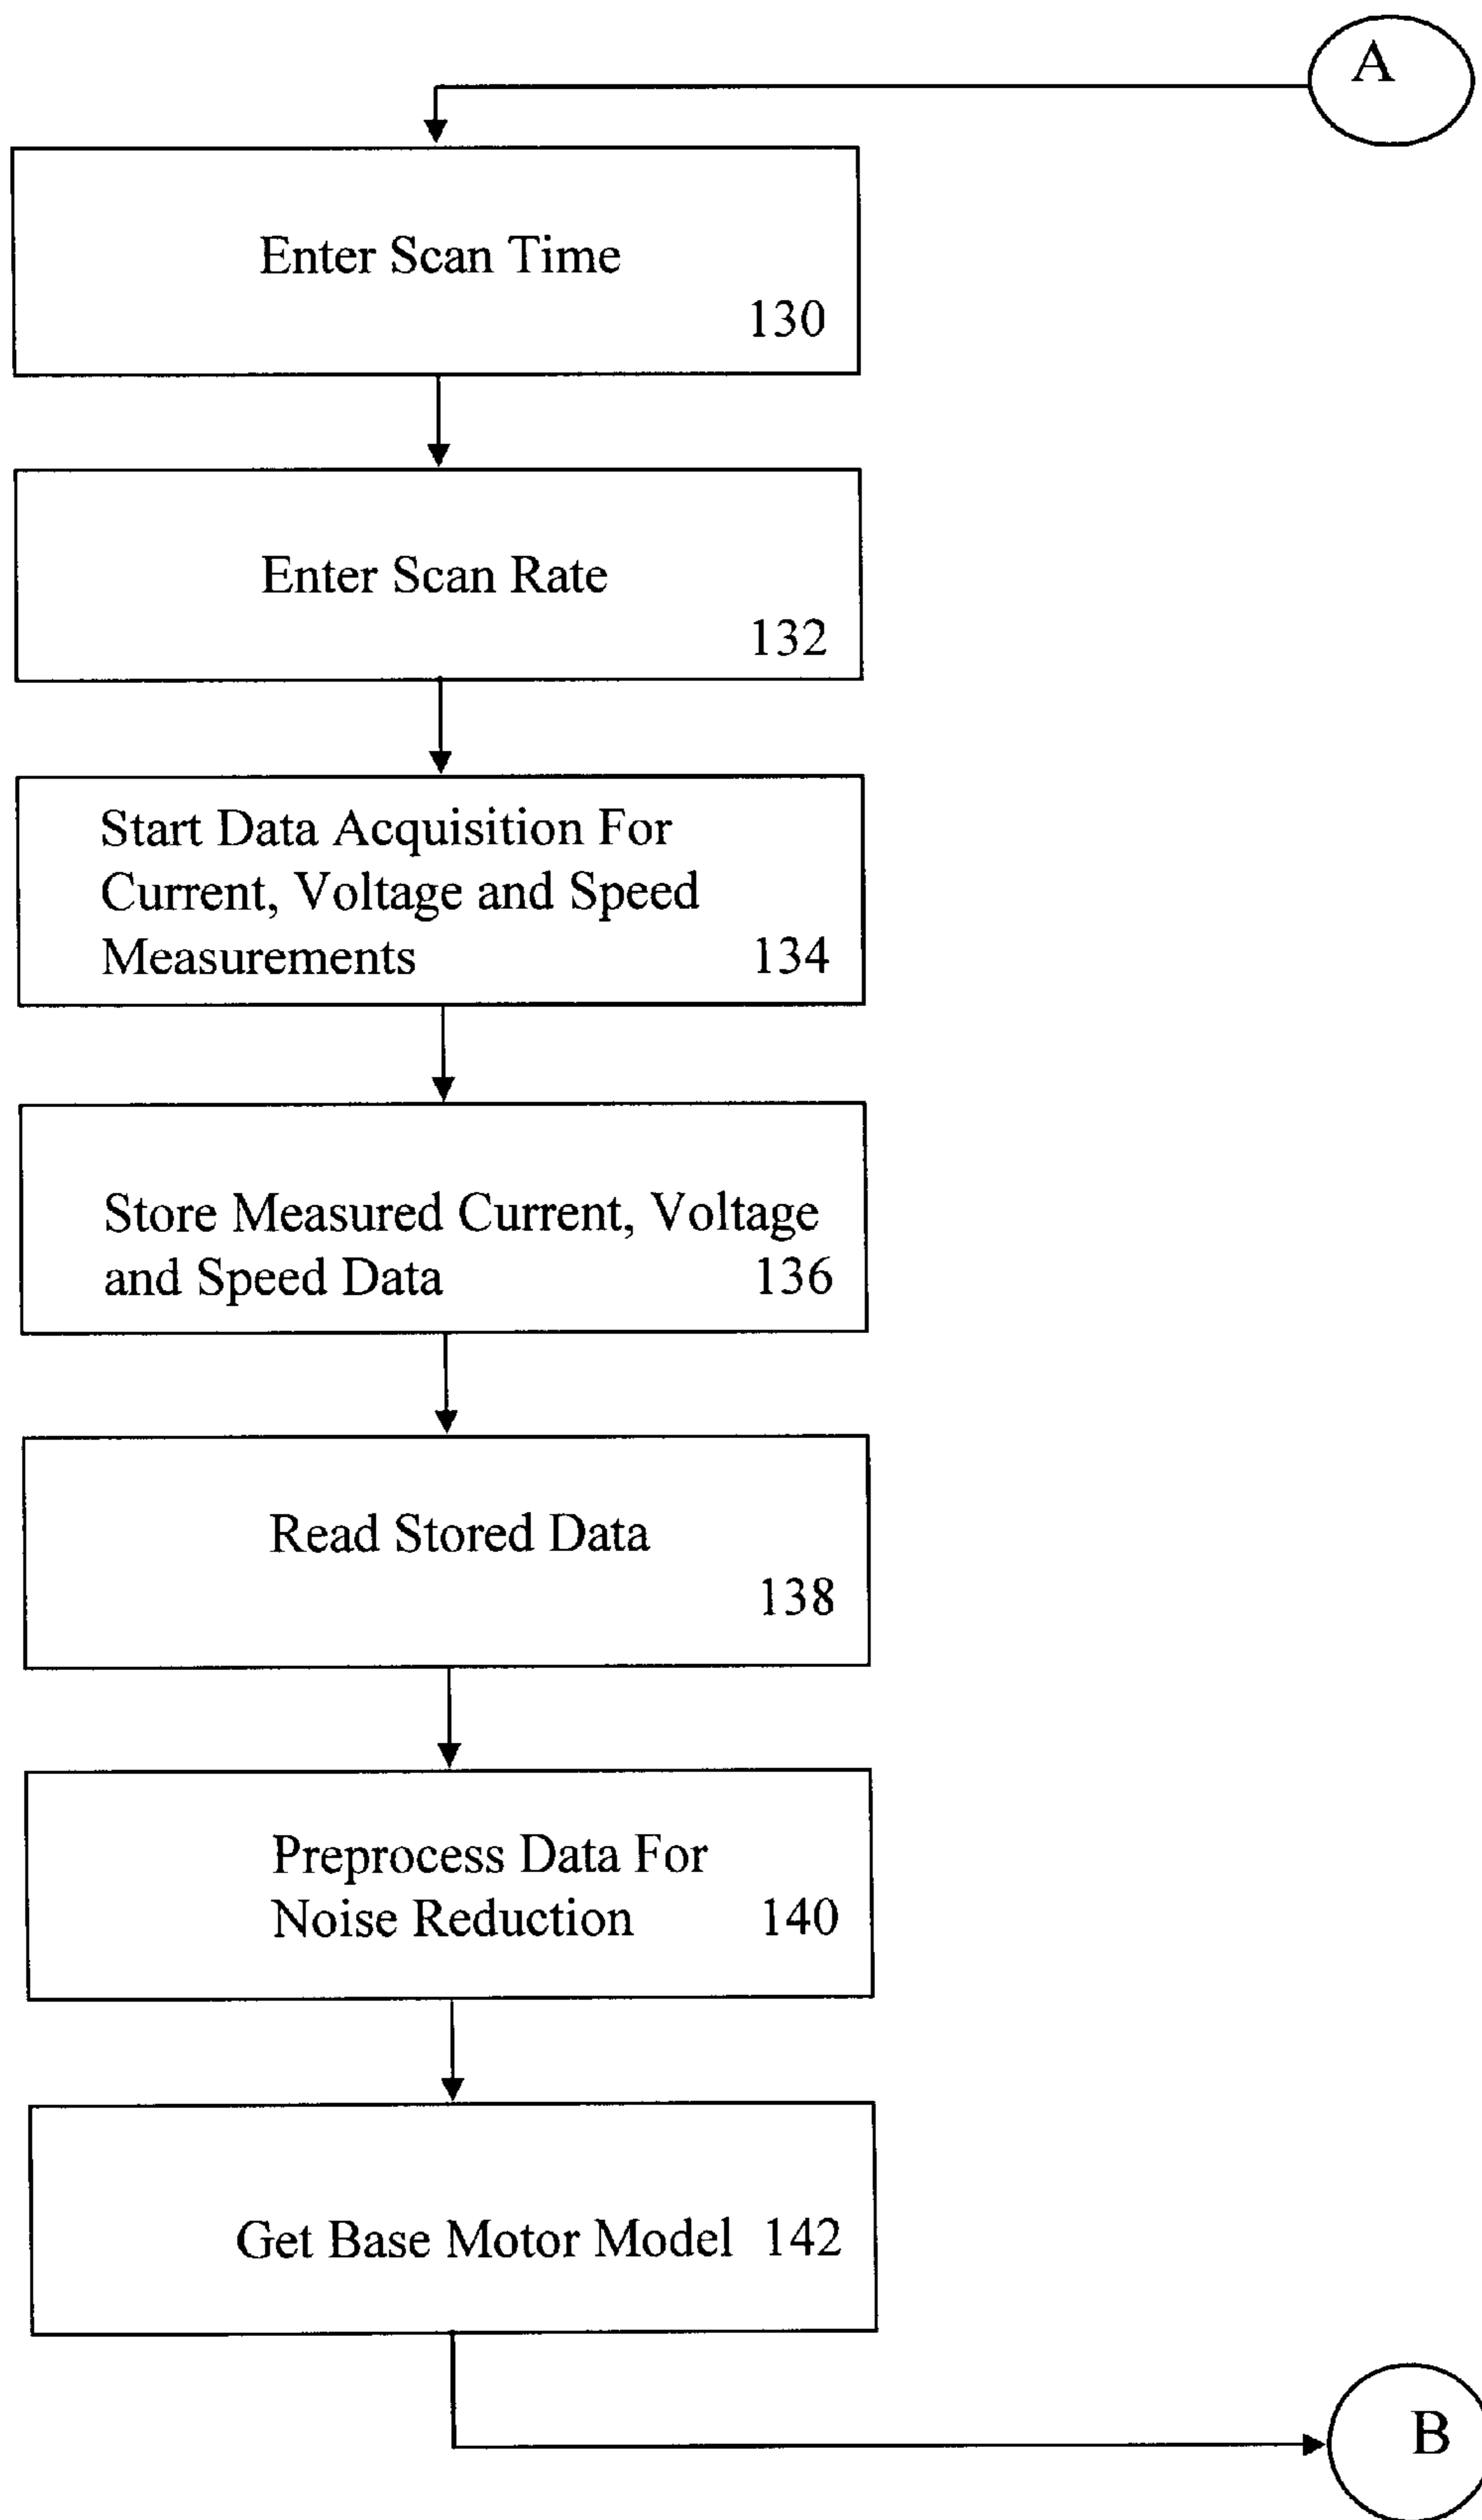 A
Enter Scan Time
130
Enter Scan Rate
132
Start Data Acquisition For
Current, Voltage and Speed
Measurements 134
Store Measured Current, Voltage
and Speed Data 136
Read Stored Data
138
Preprocess Data For
Noise Reduction 140
Get Base Motor Model 142
B